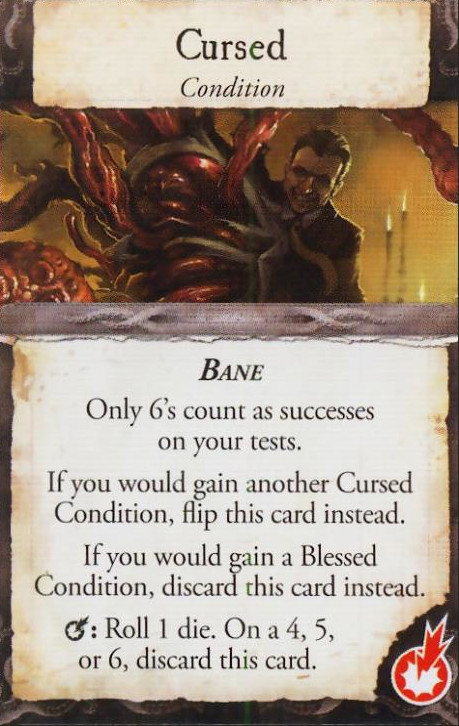 Cursed
Condition
BANE
Only 6's count as successes
on your tests.
If you would gain another Cursed
Condition, flip this card instead.
If you would gain a Blessed
Condition, discard this card instead.
: Roll 1 die. On a 4, 5,
or 6, discard this card.